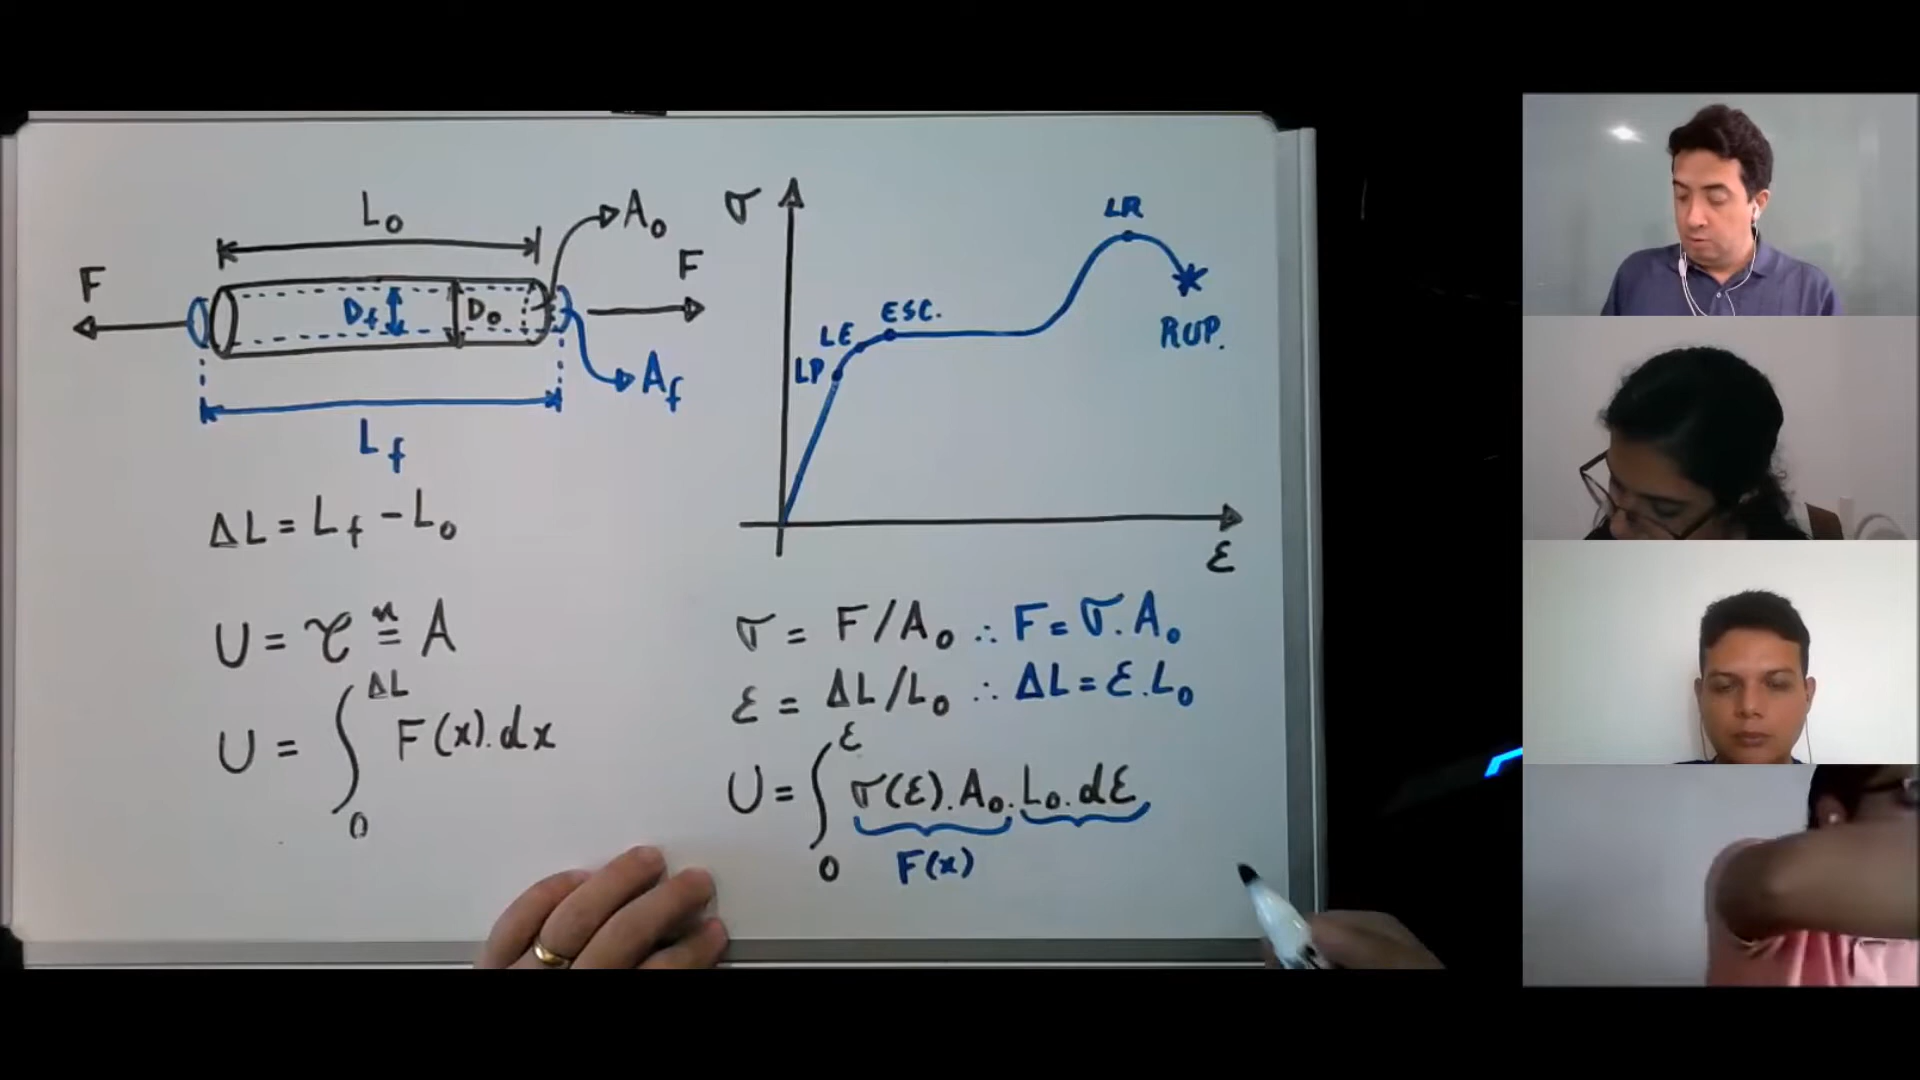 L₀
A₀
F
F
D_f
D₀
A_f
L_f
ΔL = L_f - L₀
U = τ =ⁿ A
U = ∫₀^ΔL F(x).dx
σ
LR
ESC.
LE
LP
RUP.
ε
σ = F/A₀ ∴ F = σ.A₀
ε = ΔL/L₀ ∴ ΔL = ε.L₀
U = ∫₀^ε σ(ε).A₀.L₀.dε
F(x)